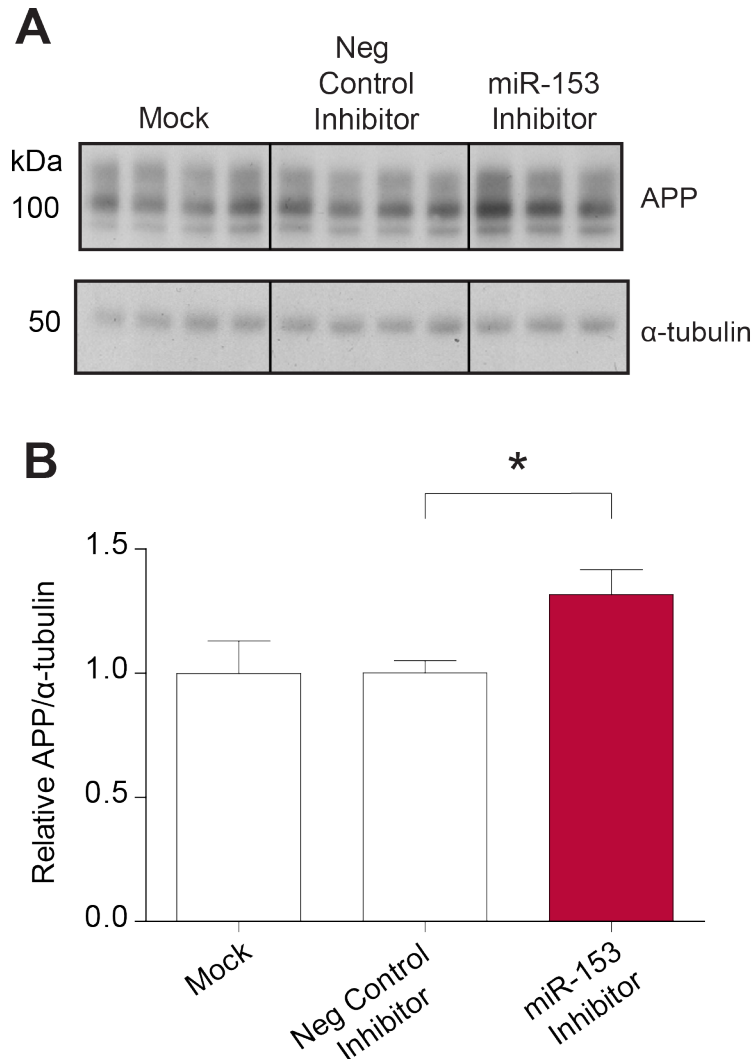 A
Neg
Control
Inhibitor
miR-153
Inhibitor
Mock
kDa
100
APP
50
α-tubulin
B
*
1.5
1.0
0.5
0.0
Relative APP/α-tubulin
Mock
Neg Control
Inhibitor
miR-153
Inhibitor